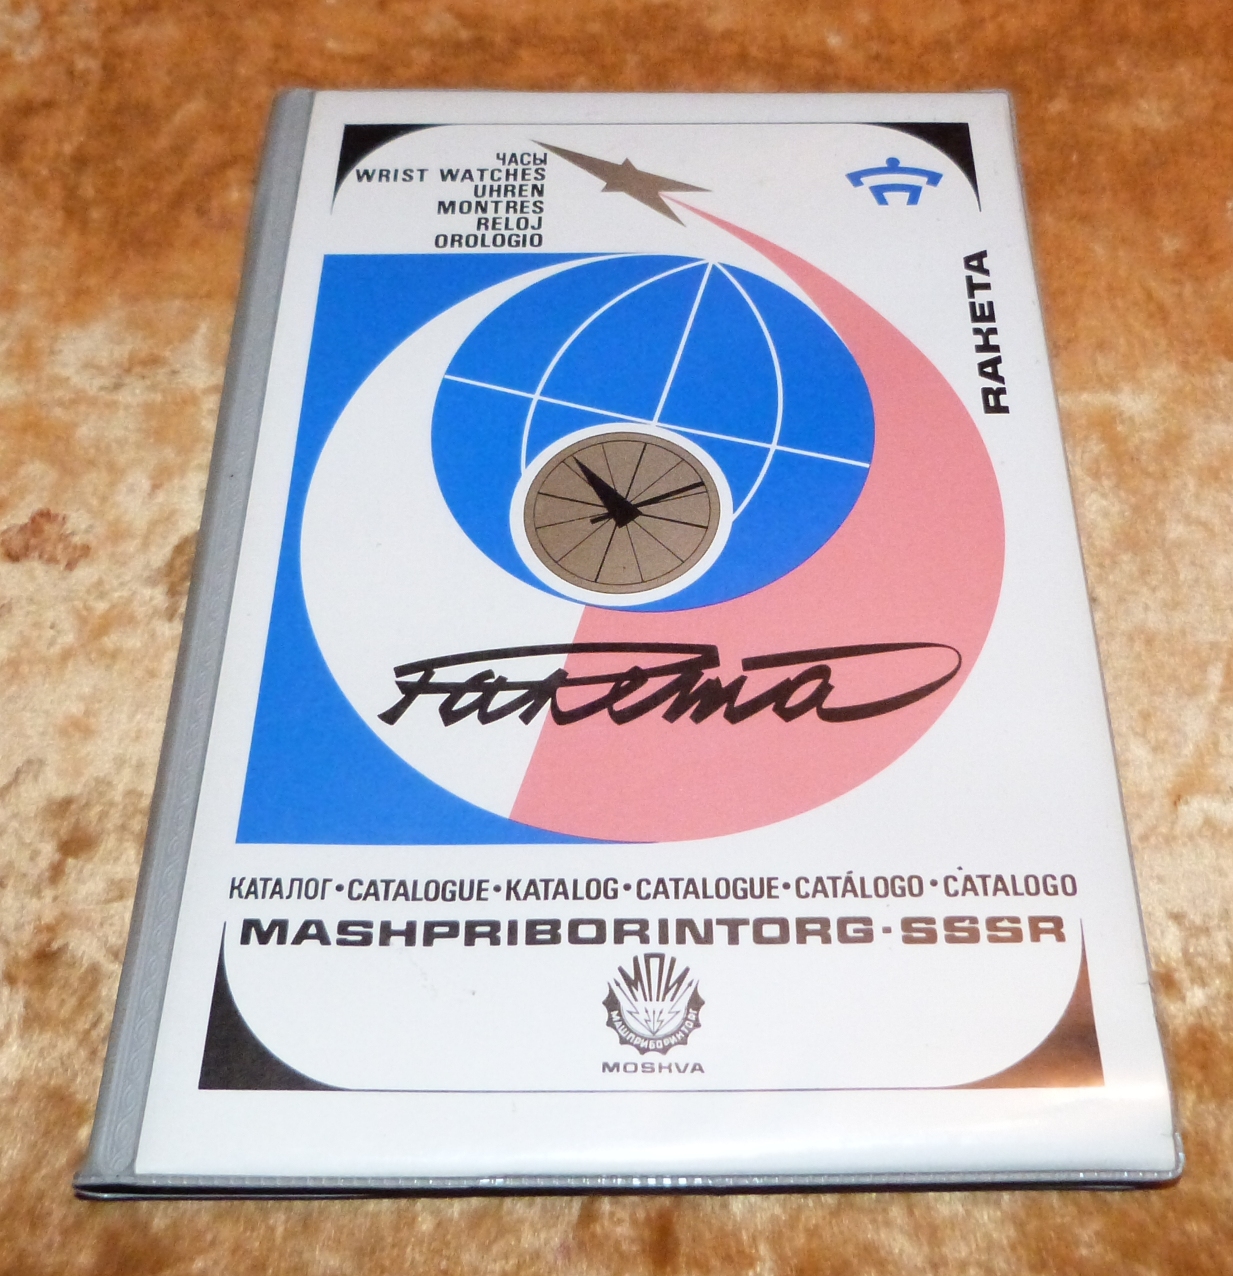 ЧАСЫ
WRIST WATCHES
UHREN
MONTRES
RELOJ
OROLOGIO
RAKETA
Ракета
КАТАЛОГ·CATALOGUE·KATALOG·CATALOGUE·CATÁLOGO·CATALOGO
MASHPRIBORINTORG·SSSR
МПИ
МАШПРИБОРИНТОРГ
MOSKVA